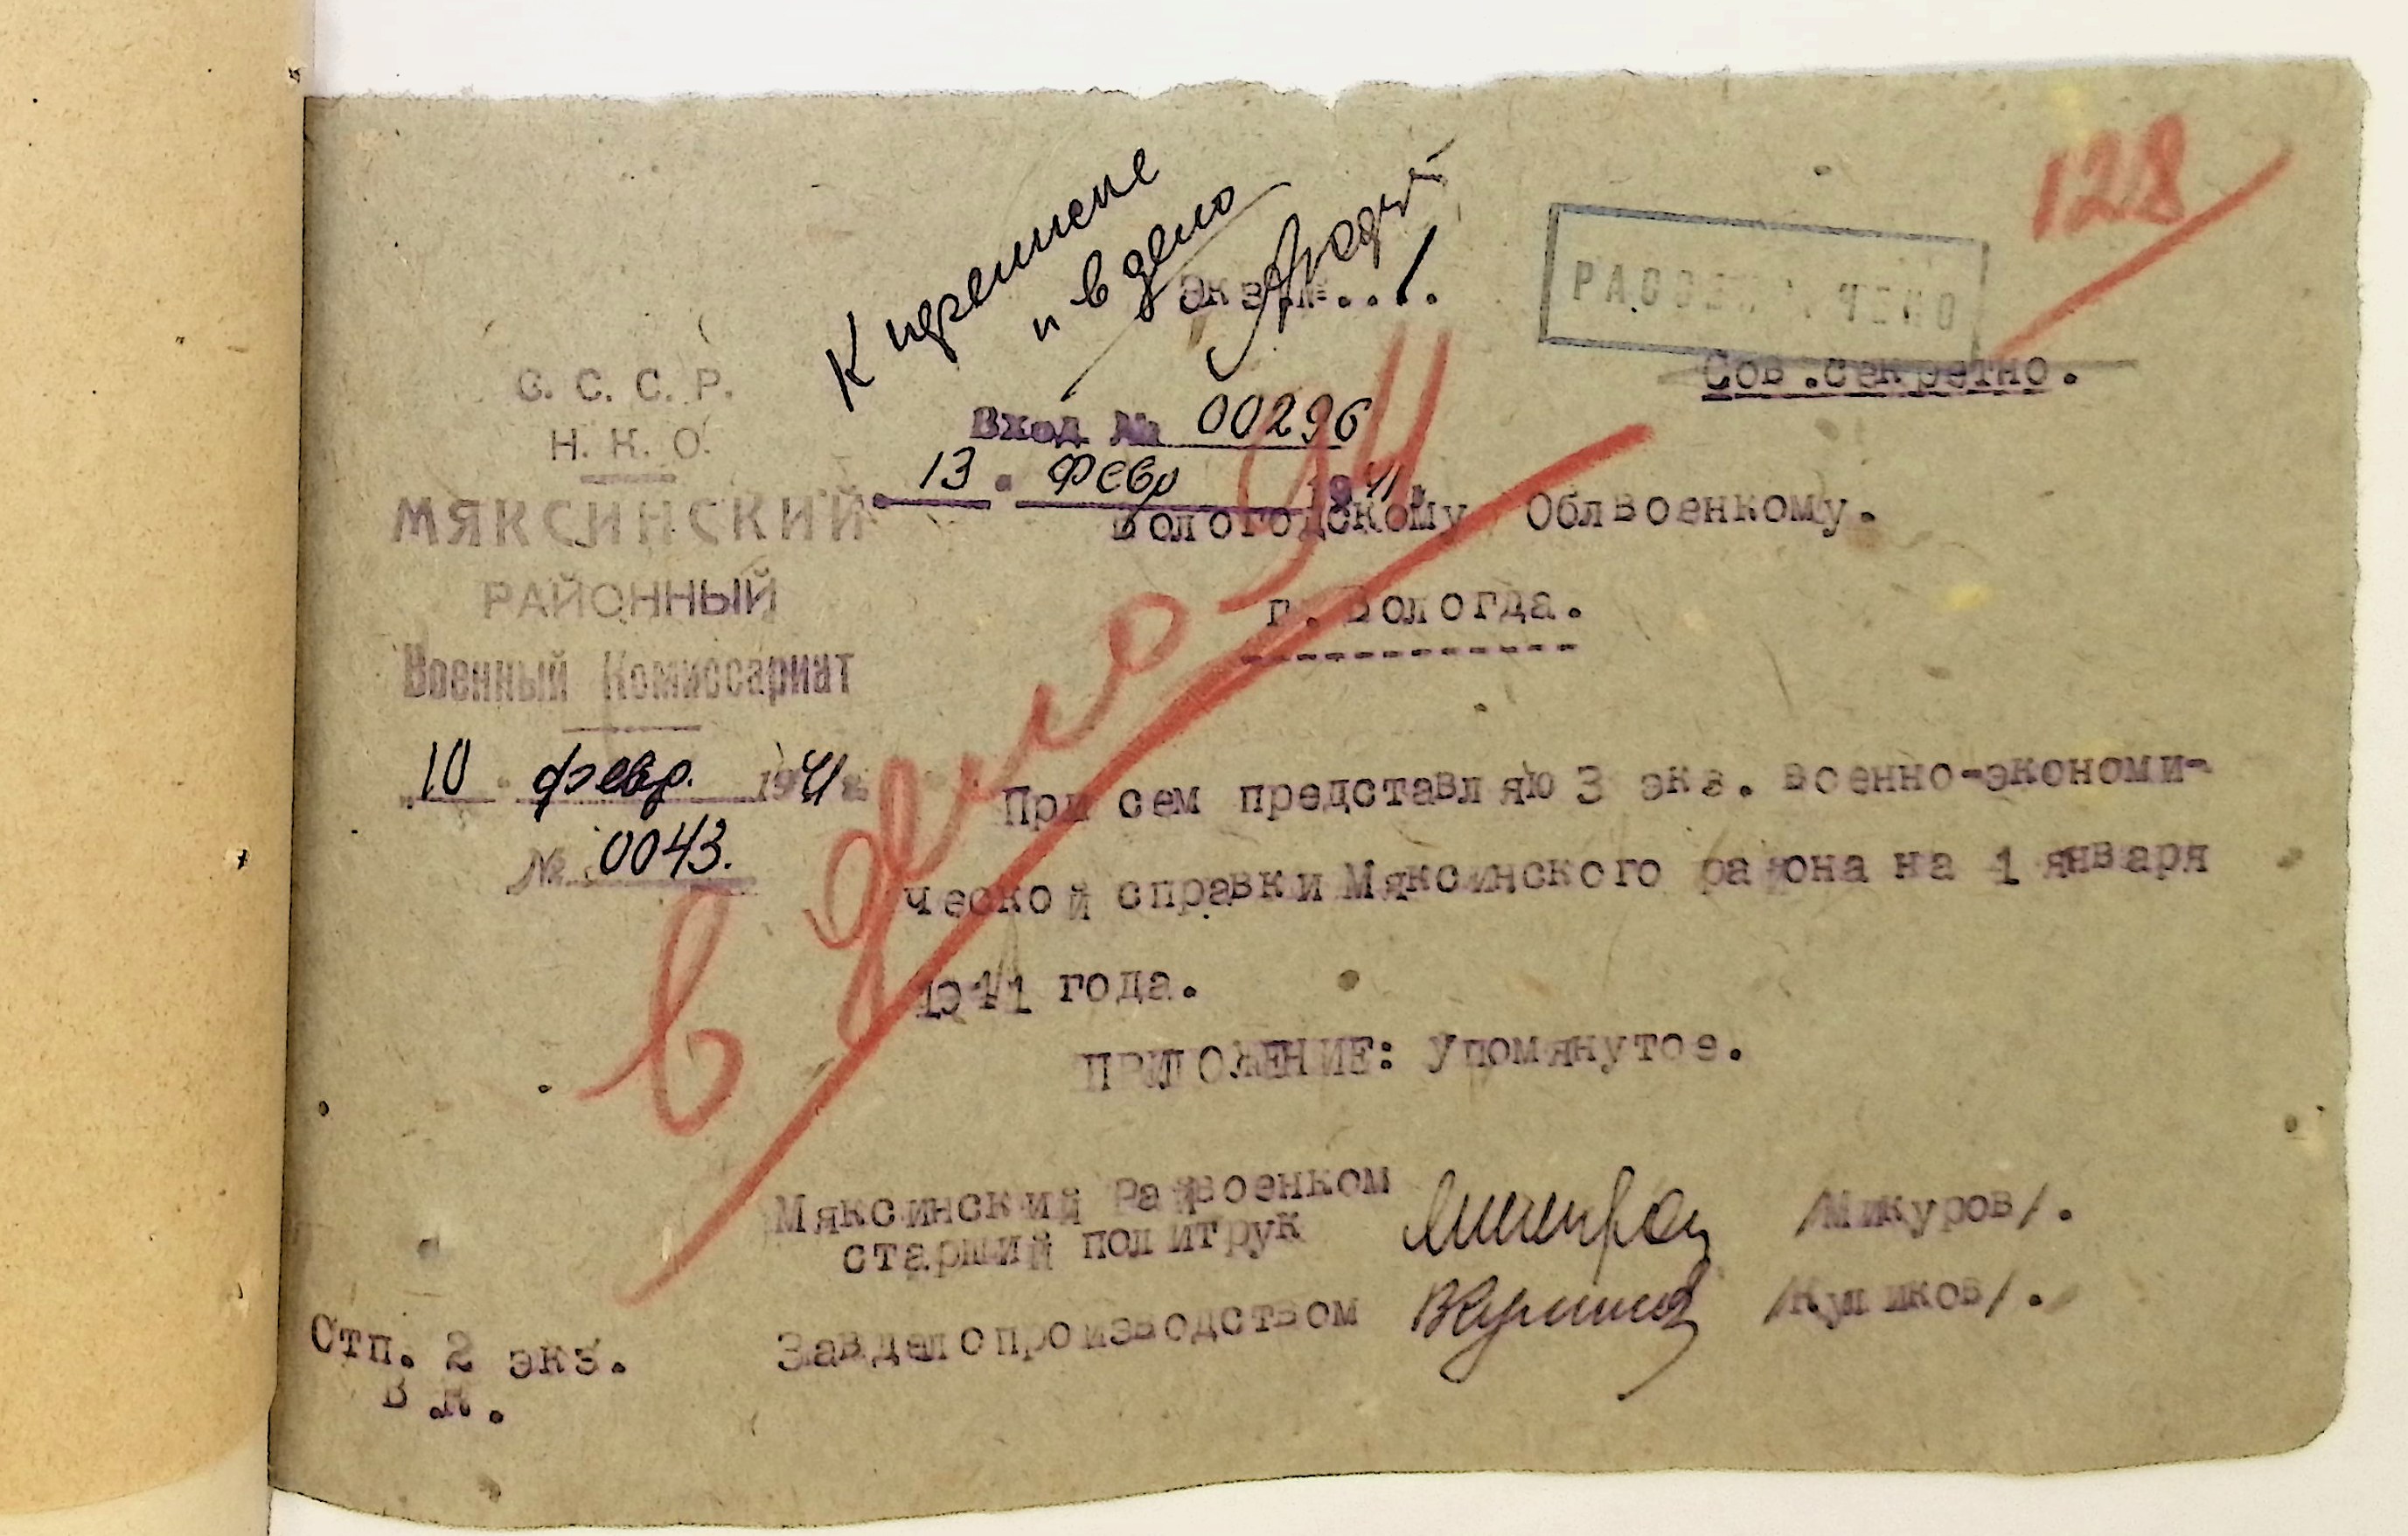 128
К переписке
и в дело
Экз.№..1.
РАССЕКРЕЧЕНО
Сов.секретно.
С. С. С. Р.
Н. К. О.
МЯКСИНСКИЙ
РАЙОННЫЙ
Военный Комиссариат
10 февр. 1941 г.
№ 0043.
Вход № 00296
13 февр 1941
Вологодскому Облвоенкому.
г. Вологда.
в дело
При сем представляю 3 экз. военно-экономи-
ческой справки Мяксинского района на 1 января
1941 года.
ПРИЛОЖЕНИЕ: Упомянутое.
Мяксинский Райвоенком
старший политрук /Микуров/.
Завделопроизводством /Куликов/.
Отп. 2 экз.
В.К.